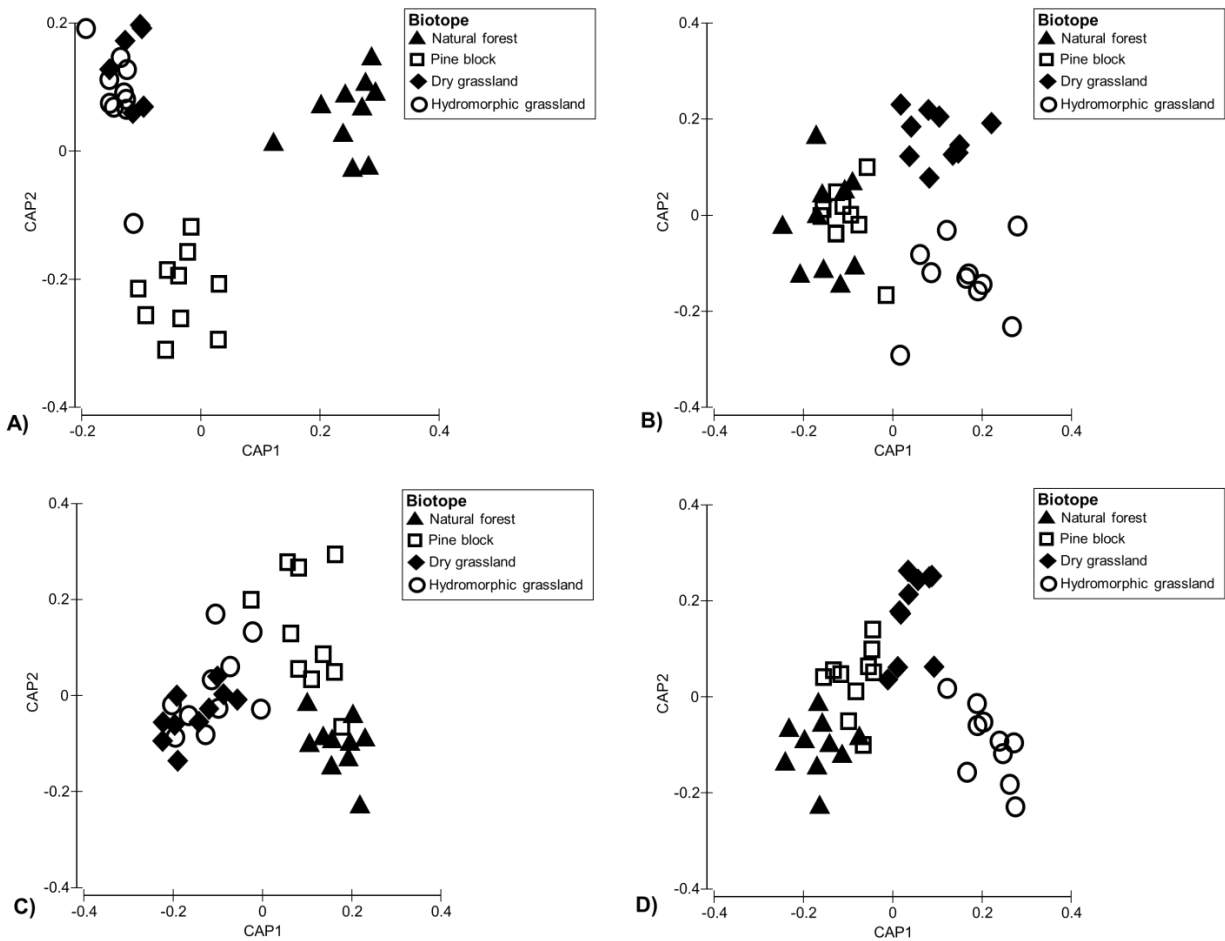 0.2
0
-0.2
-0.4
CAP2
-0.2
0
0.2
0.4
CAP1
A)
Biotope
Natural forest
Pine block
Dry grassland
Hydromorphic grassland
0.4
0.2
0
-0.2
-0.4
CAP2
-0.4
-0.2
0
0.2
0.4
CAP1
B)
Biotope
Natural forest
Pine block
Dry grassland
Hydromorphic grassland
0.4
0.2
0
-0.2
-0.4
CAP2
-0.4
-0.2
0
0.2
0.4
CAP1
C)
Biotope
Natural forest
Pine block
Dry grassland
Hydromorphic grassland
0.4
0.2
0
-0.2
-0.4
CAP2
-0.4
-0.2
0
0.2
0.4
CAP1
D)
Biotope
Natural forest
Pine block
Dry grassland
Hydromorphic grassland